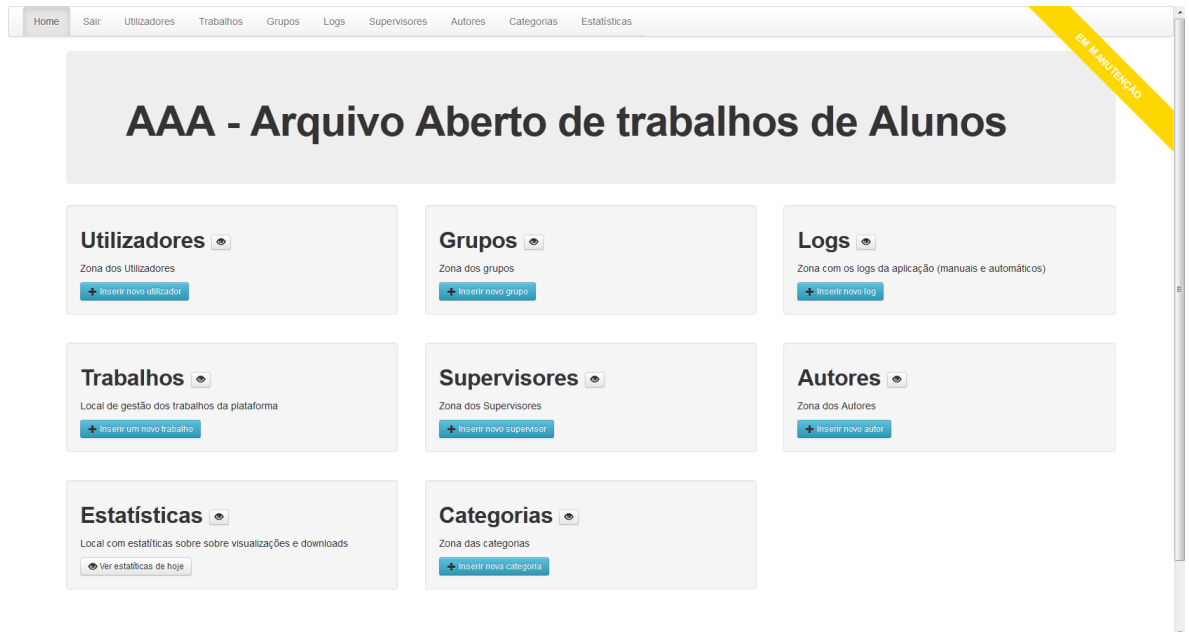 Home Sair Utilizadores Trabalhos Grupos Logs Supervisores Autores Categorias Estatísticas
EM MANUTENÇÃO
AAA - Arquivo Aberto de trabalhos de Alunos
Utilizadores
Zona dos Utilizadores
Inserir novo utilizador
Grupos
Zona dos grupos
Inserir novo grupo
Logs
Zona com os logs da aplicação (manuais e automáticos)
Inserir novo log
Trabalhos
Local de gestão dos trabalhos da plataforma
Inserir um novo trabalho
Supervisores
Zona dos Supervisores
Inserir novo supervisor
Autores
Zona dos Autores
Inserir novo autor
Estatísticas
Local com estatíticas sobre sobre visualizações e downloads
Ver estatíticas de hoje
Categorias
Zona das categorias
Inserir nova categoria